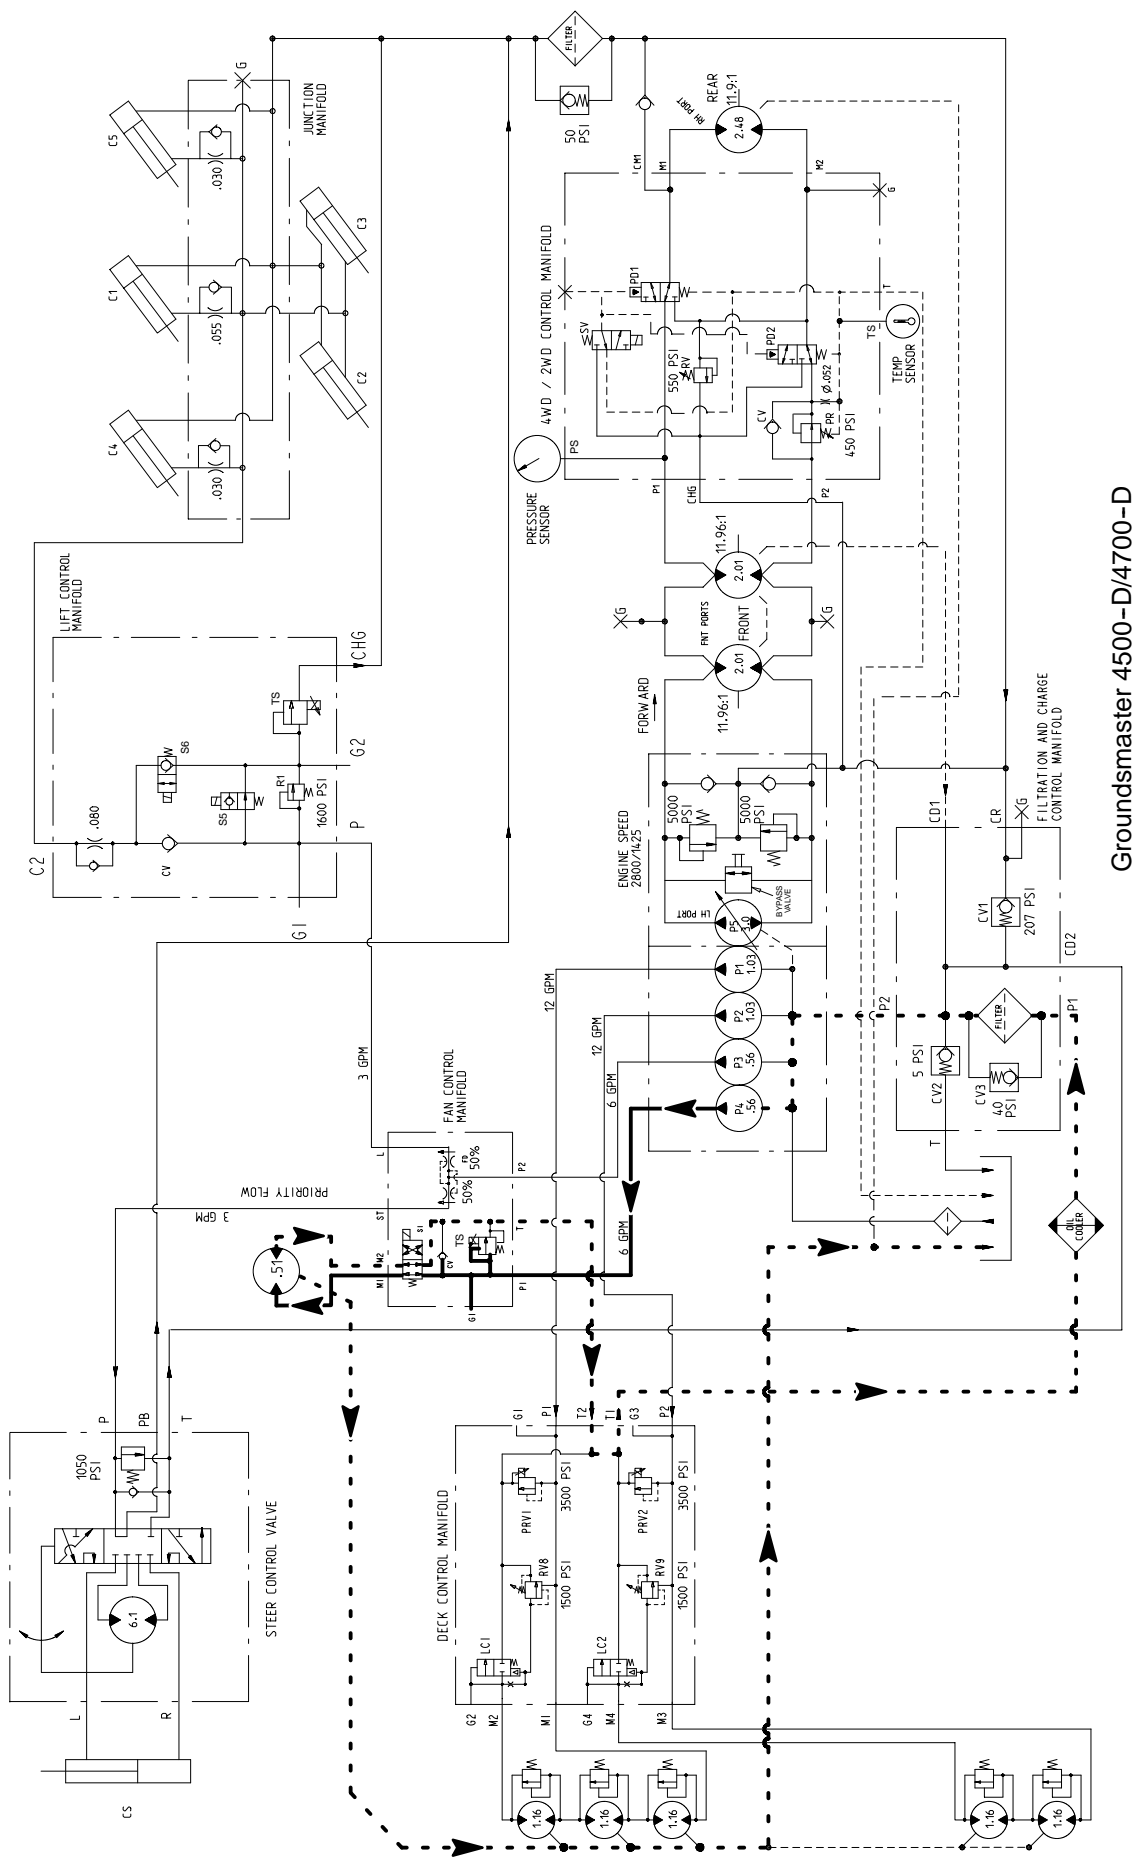 Groundsmaster 4500-D/4700-D
STEER CONTROL VALVE
CS
L
R
6.1
1050
PSI
P
PB
T
3 GPM
PRIORITY FLOW
.51
FAN CONTROL
MANIFOLD
M1
M2
ST
L
S1
TS
CV
G1
P1
T
P2
FD
50%
50%
3 GPM
6 GPM
6 GPM
12 GPM
12 GPM
DECK CONTROL MANIFOLD
G1
P1
T2
T1
G3
P2
PRV1
3500 PSI
PRV2
3500 PSI
RV8
1500 PSI
RV9
1500 PSI
LC1
LC2
G2
M2
M1
G4
M4
M3
1.16
1.16
1.16
1.16
1.16
LIFT CONTROL
MANIFOLD
C2
.080
CV
S5
S6
R1
1600 PSI
TS
G1
P
G2
CHG
JUNCTION
MANIFOLD
G
C4
C1
C5
C2
C3
.030
.055
.030
FILTER
50
PSI
ENGINE SPEED
2800/1425
P4
.56
P3
.56
P2
1.03
P1
1.03
P5
3.0
LH PORT
BYPASS
VALVE
5000
PSI
5000
PSI
FORWARD
FNT PORTS
FRONT
2.01
11.96:1
2.01
11.96:1
G
G
PRESSURE
SENSOR
4WD / 2WD CONTROL MANIFOLD
PS
P1
CHG
P2
SV
PD1
RV
550 PSI
PD2
CV
PR
450 PSI
Ø.052
CM1
M1
M2
G
T
TS
TEMP
SENSOR
RH PORT
REAR
2.48
11.9:1
FILTRATION AND CHARGE
CONTROL MANIFOLD
CD1
CR
G
CV1
207 PSI
CD2
P2
P1
FILTER
CV2
5 PSI
CV3
40
PSI
T
OIL
COOLER